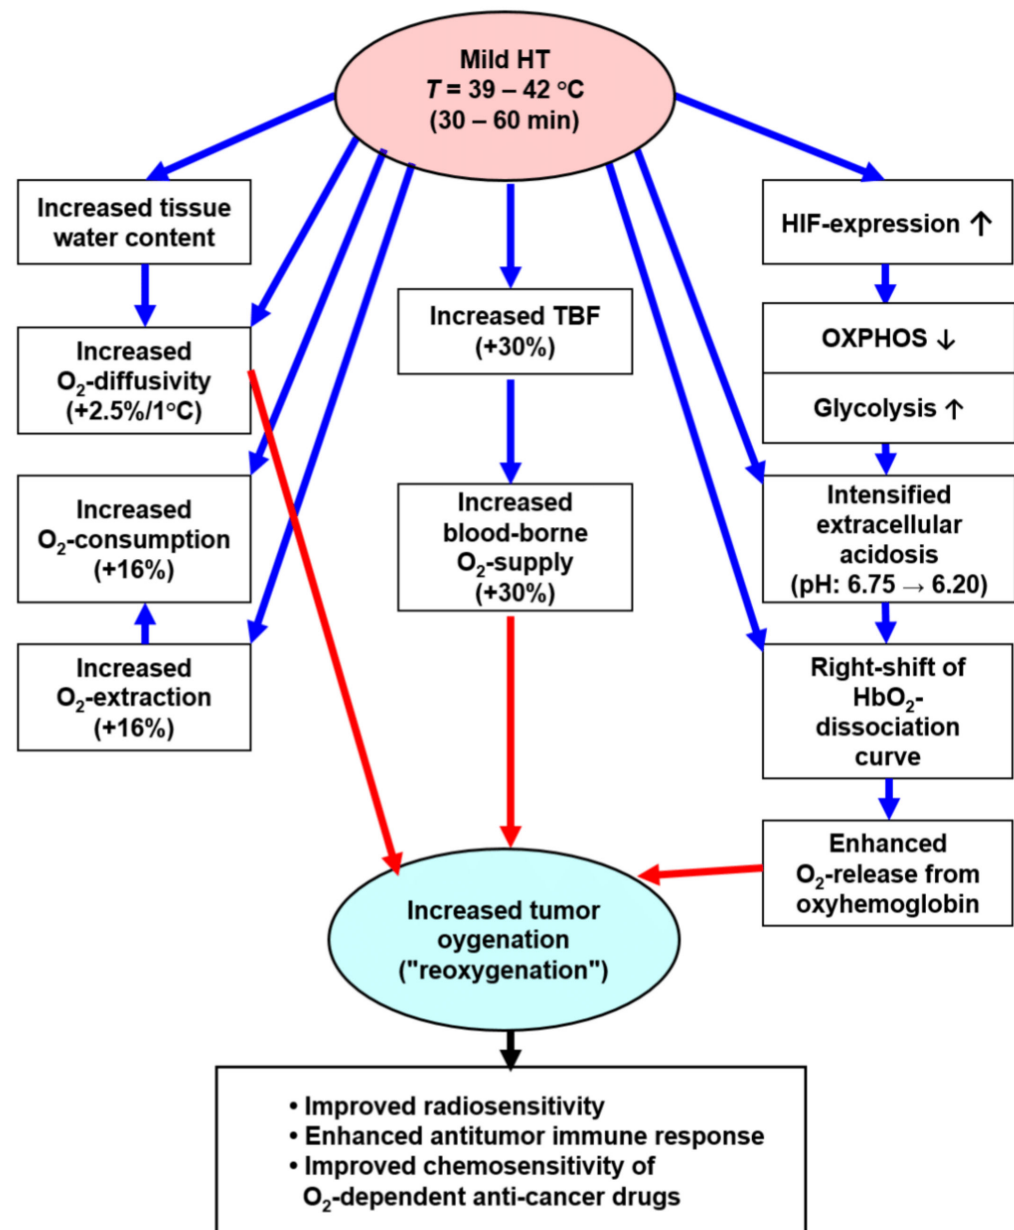 Mild HT
T = 39 – 42 °C
(30 – 60 min)
Increased tissue
water content
Increased
O₂-diffusivity
(+2.5%/1°C)
Increased
O₂-consumption
(+16%)
Increased
O₂-extraction
(+16%)
Increased TBF
(+30%)
Increased
blood-borne
O₂-supply
(+30%)
HIF-expression ↑
OXPHOS ↓
Glycolysis ↑
Intensified
extracellular
acidosis
(pH: 6.75 → 6.20)
Right-shift of
HbO₂-
dissociation
curve
Enhanced
O₂-release from
oxyhemoglobin
Increased tumor
oygenation
("reoxygenation")
• Improved radiosensitivity
• Enhanced antitumor immune response
• Improved chemosensitivity of
O₂-dependent anti-cancer drugs